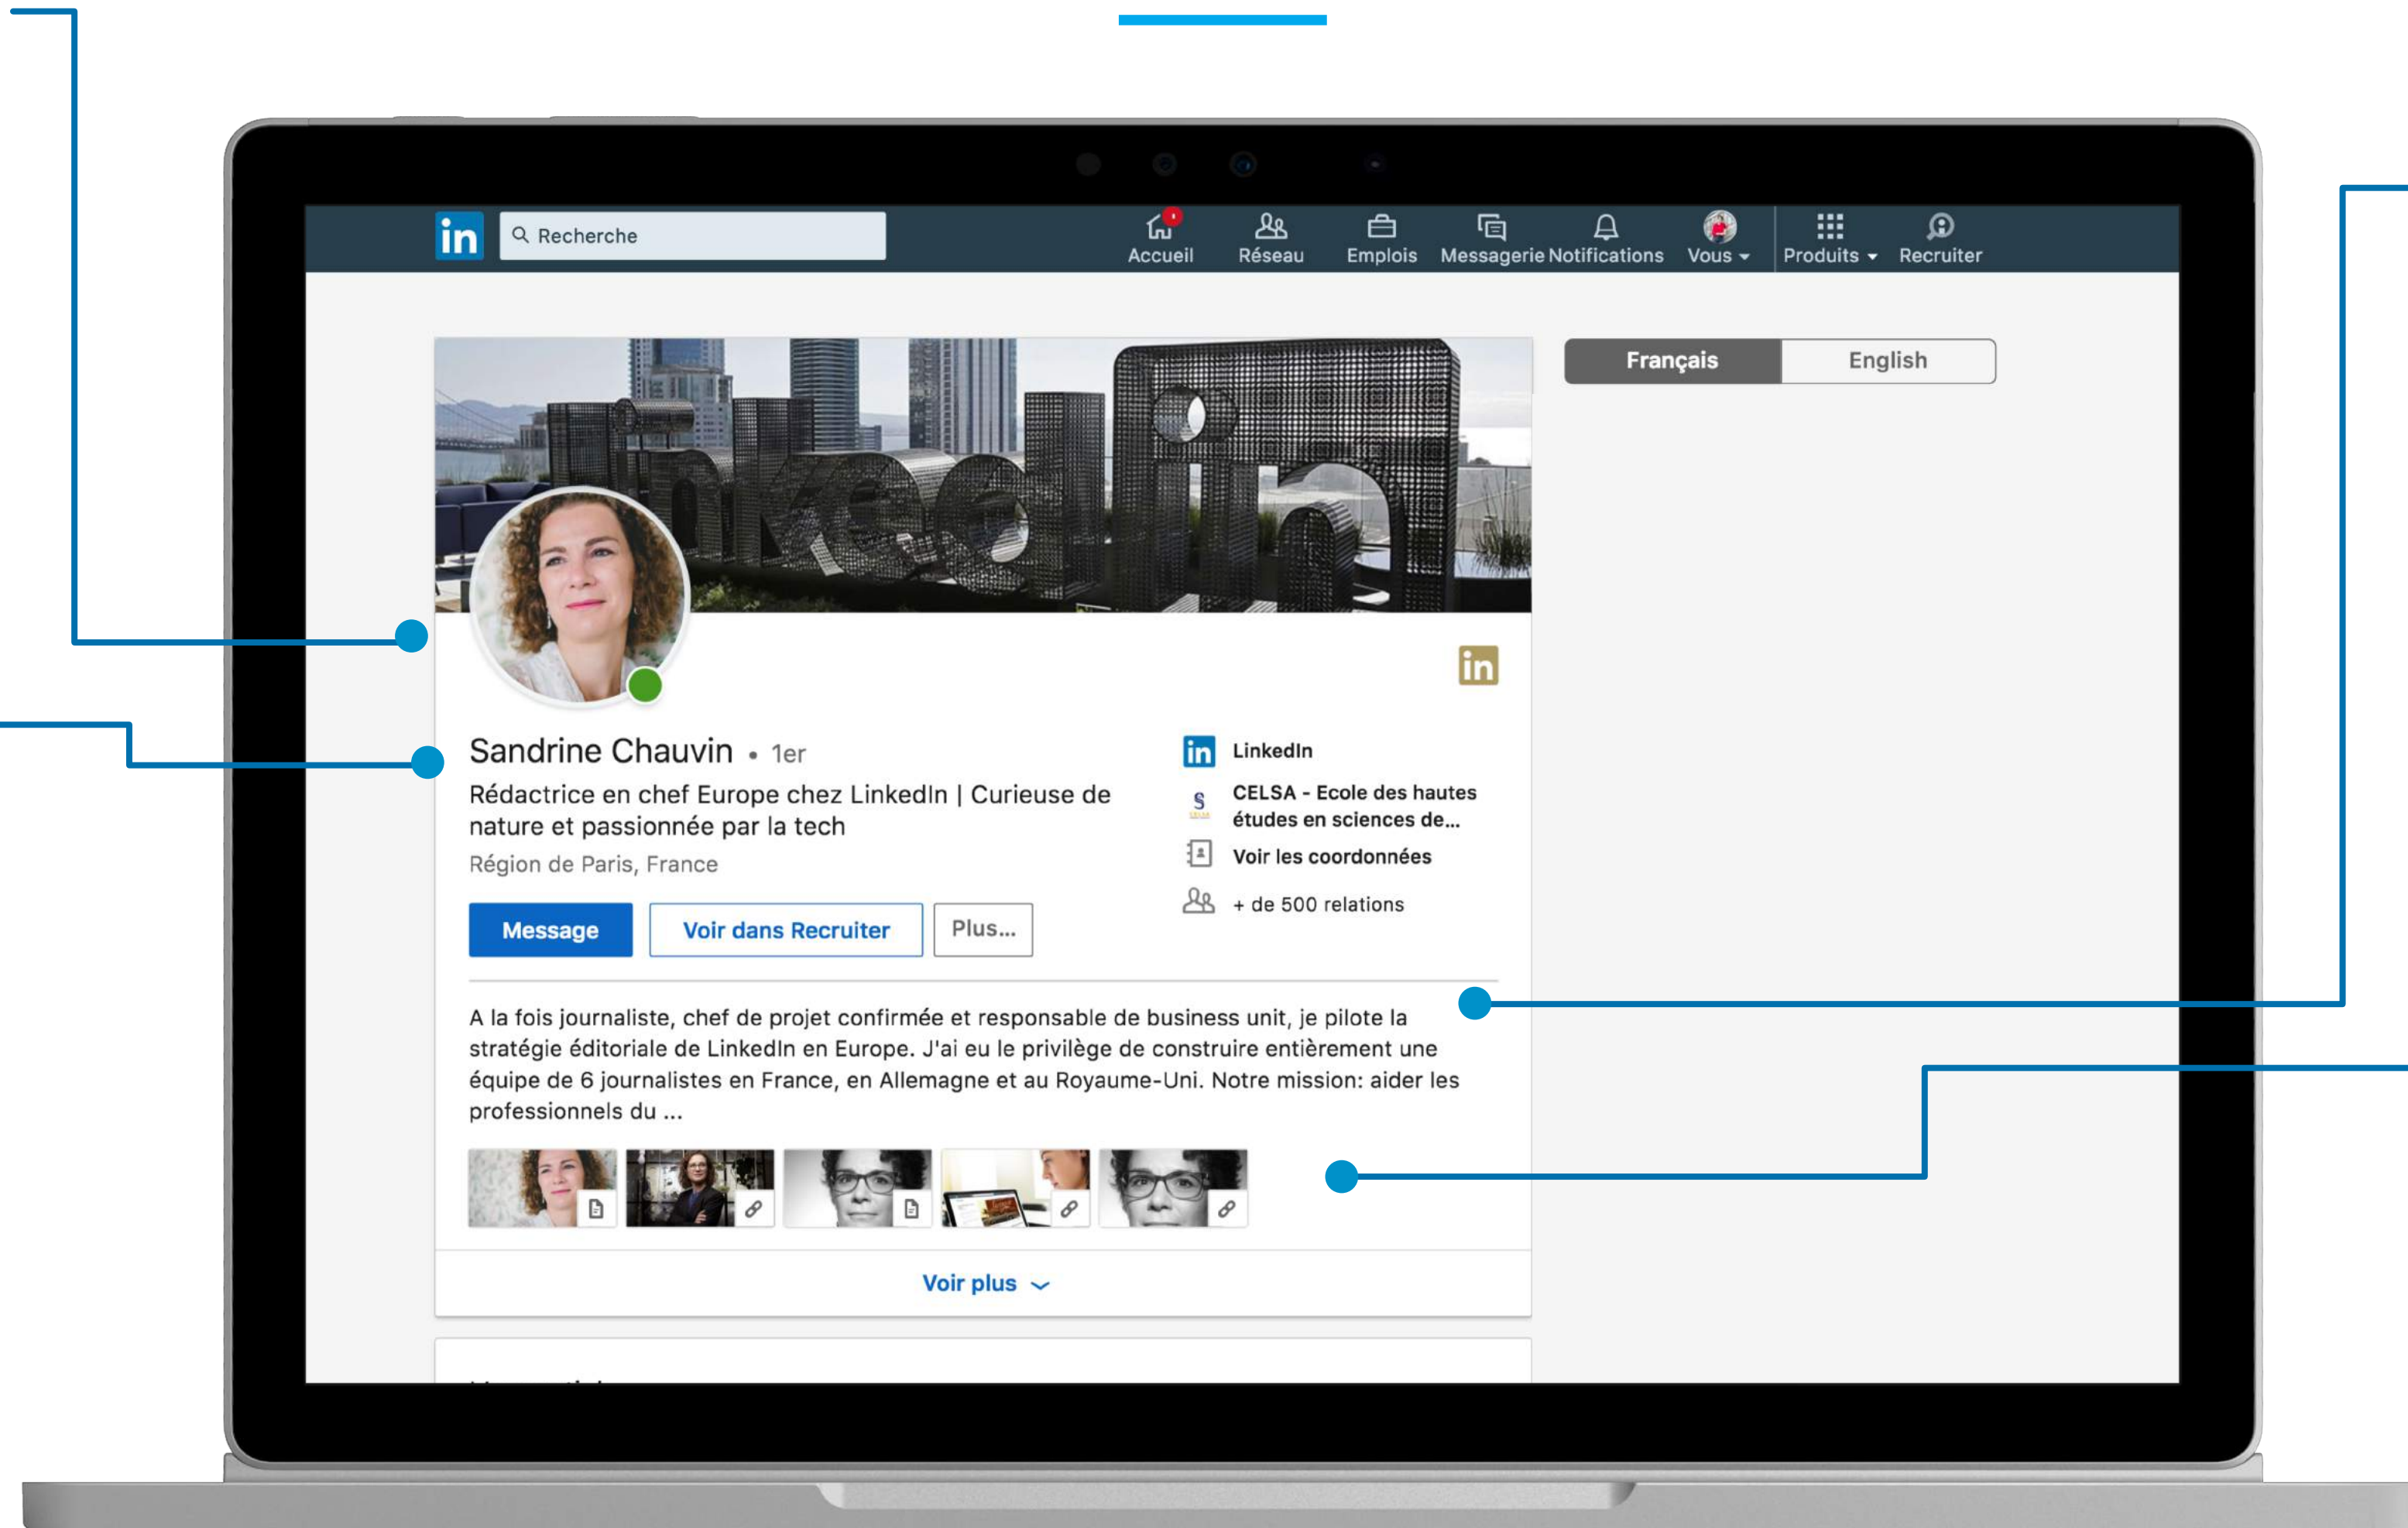 in
Recherche
Accueil
Réseau
Emplois
Messagerie
Notifications
Vous
Produits
Recruiter
Français
English
Linkedin
in
Sandrine Chauvin • 1er
Rédactrice en chef Europe chez LinkedIn | Curieuse de
nature et passionnée par la tech
Région de Paris, France
in LinkedIn
CELSA - Ecole des hautes
études en sciences de...
Voir les coordonnées
+ de 500 relations
Message
Voir dans Recruiter
Plus...
A la fois journaliste, chef de projet confirmée et responsable de business unit, je pilote la
stratégie éditoriale de LinkedIn en Europe. J'ai eu le privilège de construire entièrement une
équipe de 6 journalistes en France, en Allemagne et au Royaume-Uni. Notre mission: aider les
professionnels du ...
Voir plus